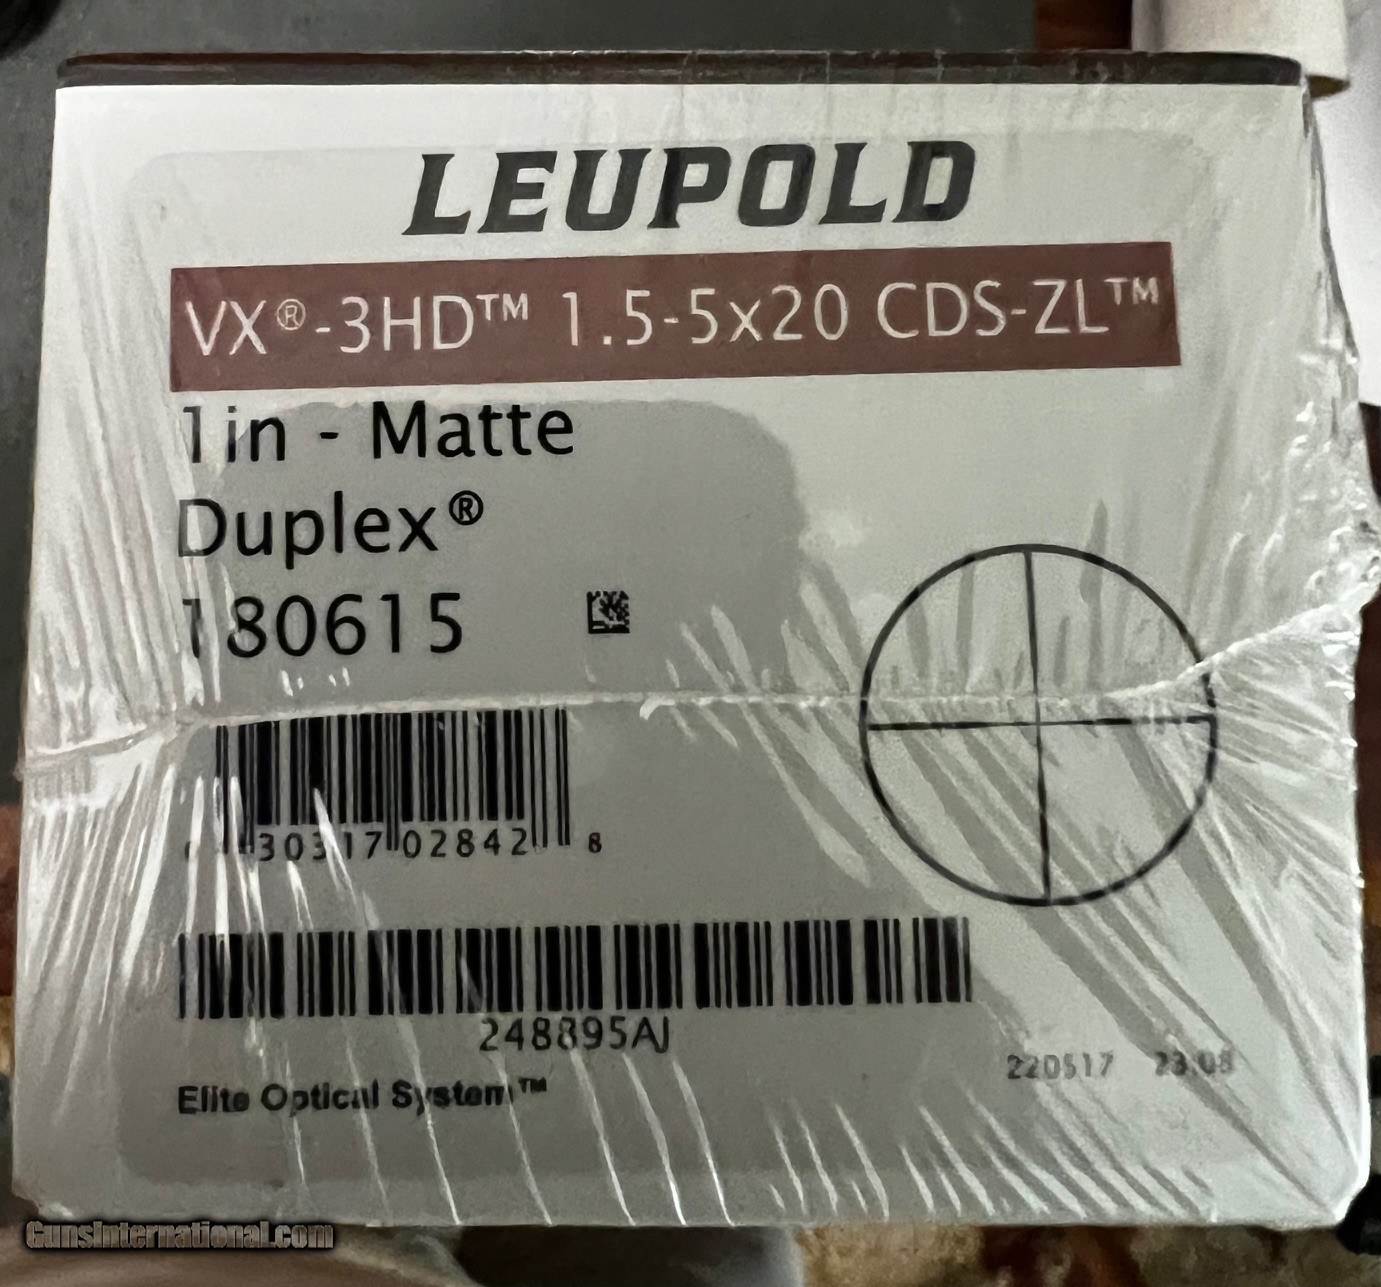 LEUPOLD
VX®-3HD™ 1.5-5x20 CDS-ZL™
1in - Matte
Duplex®
180615
30317 02842 8
248895AJ
220517 23:08
Elite Optical System™
GunsInternational.com